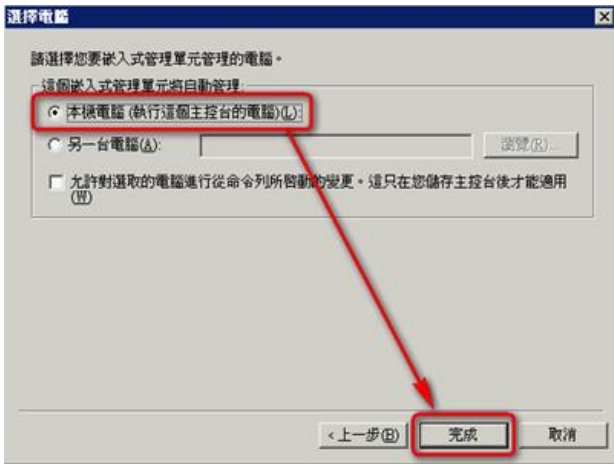 選擇電腦
請選擇您要嵌入式管理單元管理的電腦。
這個嵌入式管理單元將自動管理:
本機電腦 (執行這個主控台的電腦)(L):
另一台電腦(A):
瀏覽(R)...
允許對選取的電腦進行從命令列所啟動的變更。這只在您儲存主控台後才能適用
(W)
<上一步(B)
完成
取消